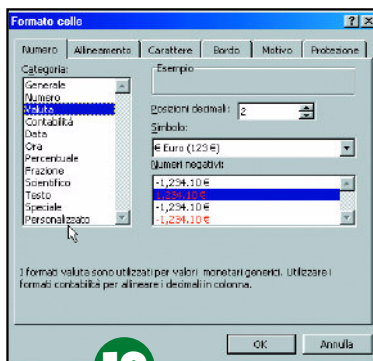 Formato celle
Numero Allineamento Carattere Bordo Motivo Protezione
Categoria:
Generale
Numero
Valuta
Contabilità
Data
Ora
Percentuale
Frazione
Scientifico
Testo
Speciale
Personalizzato
Esempio
Posizioni decimali: 2
Simbolo:
€ Euro (123 €)
Numeri negativi:
-1,234.10 €
1,234.10 €
-1,234.10 €
-1,234.10 €
I formati valuta sono utilizzati per valori monetari generici. Utilizzare i
formati contabilità per allineare i decimali in colonna.
OK Annulla